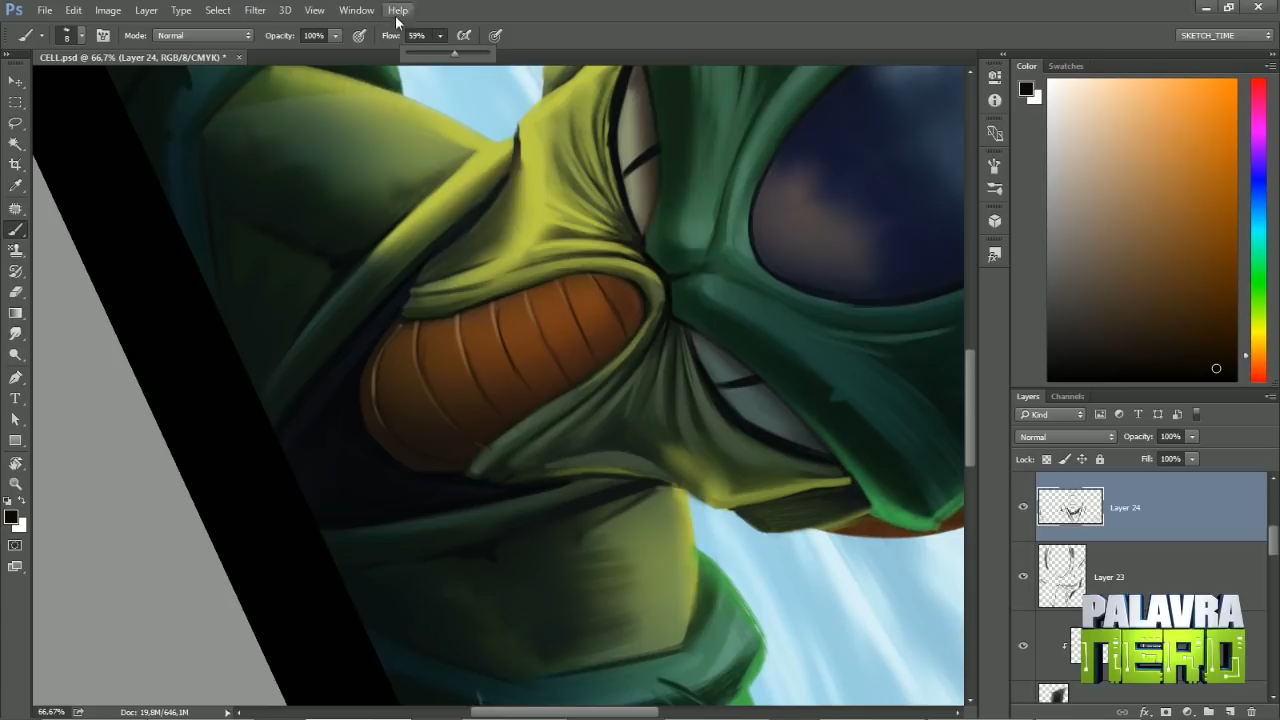 Ps File Edit Image Layer Type Select Filter 3D View Window Help
8 Mode: Normal Opacity: 100% Flow: 59% SKETCH_TIME
CELL.psd @ 66,7% (Layer 24, RGB/8/CMYK) * ×
Color Swatches
Layers Channels
Kind
Normal Opacity: 100%
Lock: Fill: 100%
Layer 24
Layer 23
PALAVRA
NERD
66,67% Doc: 19,8M/646,1M